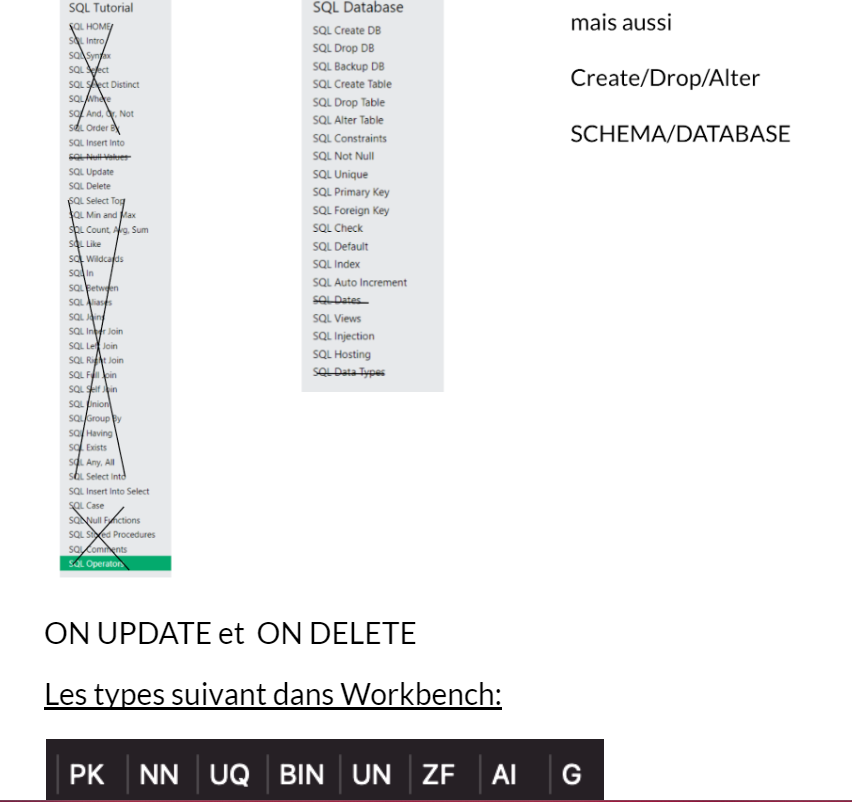 SQL Tutorial
SQL HOME
SQL Intro
SQL Syntax
SQL Select
SQL Select Distinct
SQL Where
SQL And, Or, Not
SQL Order By
SQL Insert Into
SQL Null Values
SQL Update
SQL Delete
SQL Select Top
SQL Min and Max
SQL Count, Avg, Sum
SQL Like
SQL Wildcards
SQL In
SQL Between
SQL Aliases
SQL Joins
SQL Inner Join
SQL Left Join
SQL Right Join
SQL Full Join
SQL Self Join
SQL Union
SQL Group By
SQL Having
SQL Exists
SQL Any, All
SQL Select Into
SQL Insert Into Select
SQL Case
SQL Null Functions
SQL Stored Procedures
SQL Comments
SQL Operators
SQL Database
SQL Create DB
SQL Drop DB
SQL Backup DB
SQL Create Table
SQL Drop Table
SQL Alter Table
SQL Constraints
SQL Not Null
SQL Unique
SQL Primary Key
SQL Foreign Key
SQL Check
SQL Default
SQL Index
SQL Auto Increment
SQL Dates
SQL Views
SQL Injection
SQL Hosting
SQL Data Types
mais aussi
Create/Drop/Alter
SCHEMA/DATABASE
ON UPDATE et ON DELETE
Les types suivant dans Workbench:
PK NN UQ BIN UN ZF AI G